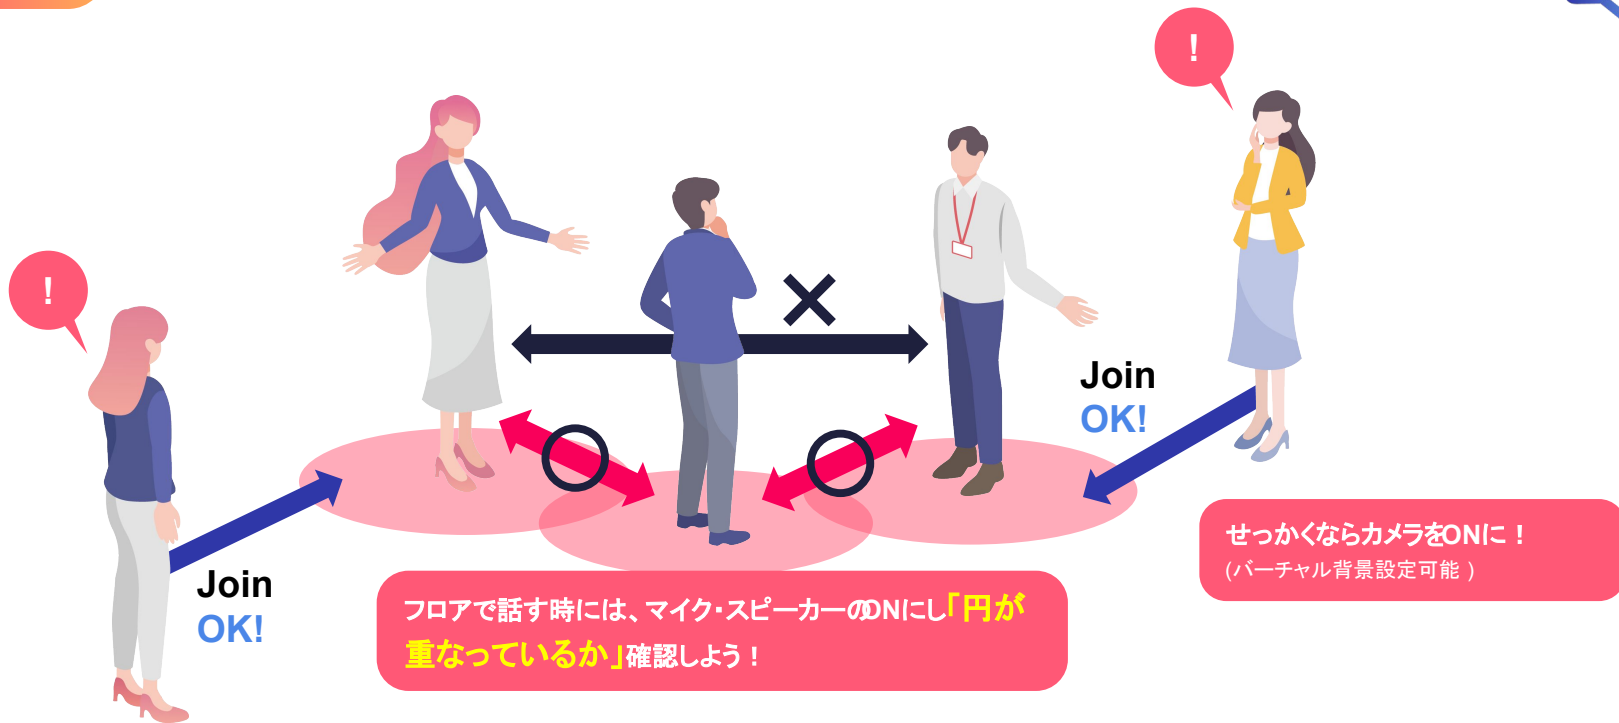 !
!
Join
OK!
Join
OK!
せっかくならカメラをONに！
(バーチャル背景設定可能 )
フロアで話す時には、マイク・スピーカーのONにし「円が
重なっているか」確認しよう！